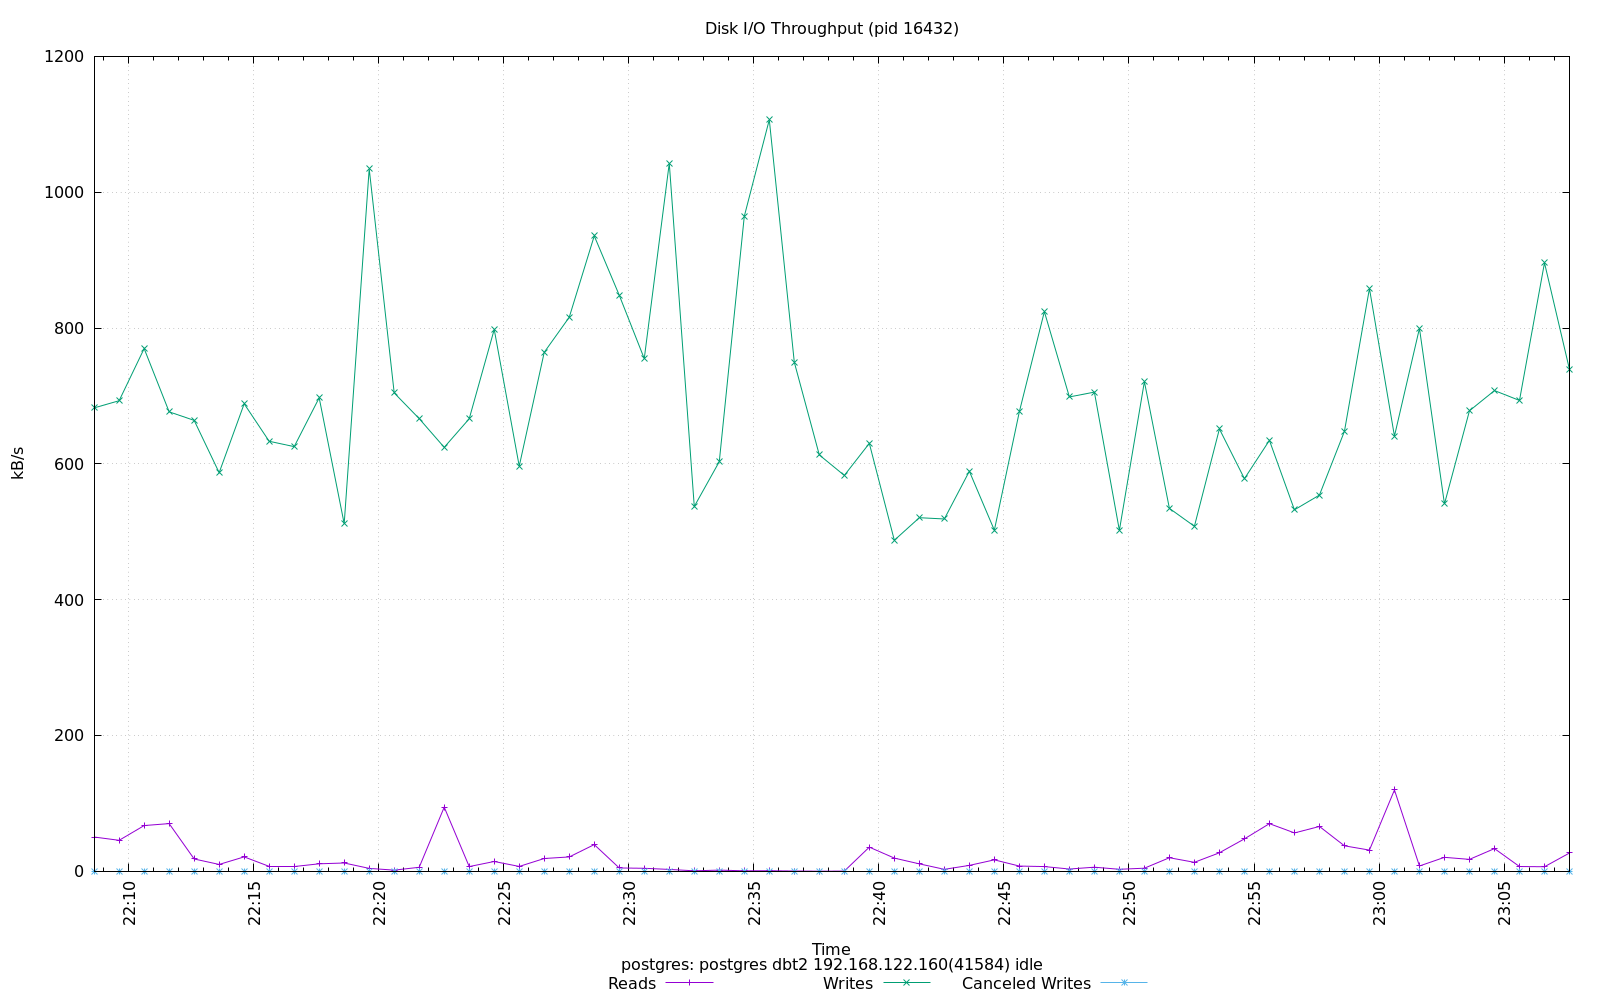 Disk I/O Throughput (pid 16432)
1200
1000
800
600
400
200
0
kB/s
22:10 22:15 22:20 22:25 22:30 22:35 22:40 22:45 22:50 22:55 23:00 23:05
Time
postgres: postgres dbt2 192.168.122.160(41584) idle
Reads Writes Canceled Writes